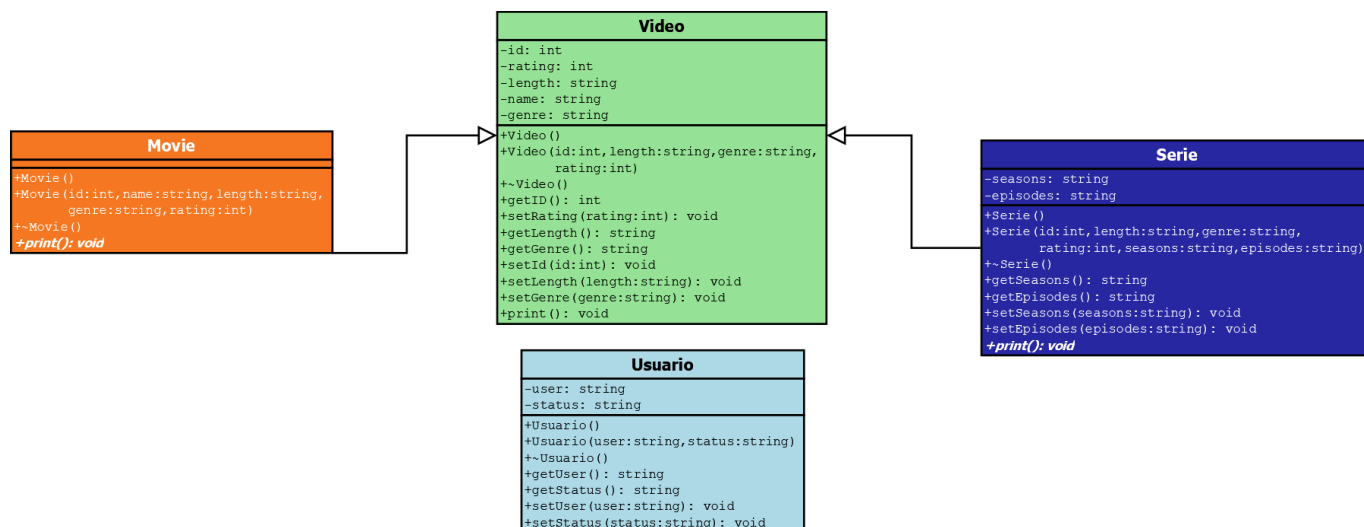 Video
-id: int
-rating: int
-length: string
-name: string
-genre: string
+Video()
+Video(id:int,length:string,genre:string,
rating:int)
+~Video()
+getID(): int
+setRating(rating:int): void
+getLength(): string
+getGenre(): string
+setId(id:int): void
+setLength(length:string): void
+setGenre(genre:string): void
+print(): void
Movie
+Movie()
+Movie(id:int,name:string,length:string,
genre:string,rating:int)
+~Movie()
+print(): void
Serie
-seasons: string
-episodes: string
+Serie()
+Serie(id:int,length:string,genre:string,
rating:int,seasons:string,episodes:string)
+~Serie()
+getSeasons(): string
+getEpisodes(): string
+setSeasons(seasons:string): void
+setEpisodes(episodes:string): void
+print(): void
Usuario
-user: string
-status: string
+Usuario()
+Usuario(user:string,status:string)
+~Usuario()
+getUser(): string
+getStatus(): string
+setUser(user:string): void
+setStatus(status:string): void